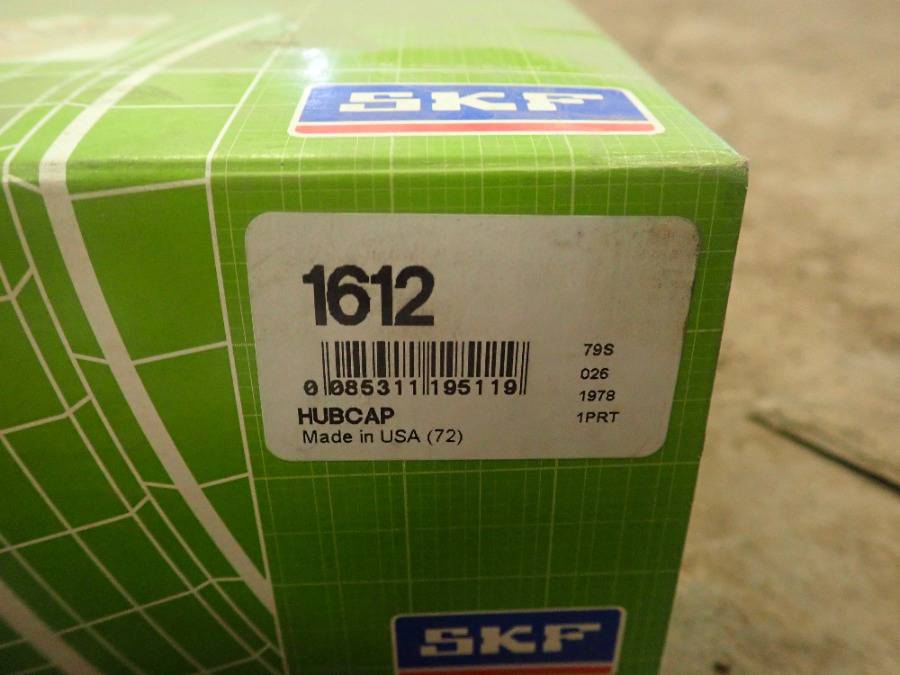 SKF
1612
0 085311 195119
HUBCAP
Made in USA (72)
79S
026
1978
1PRT
SKF